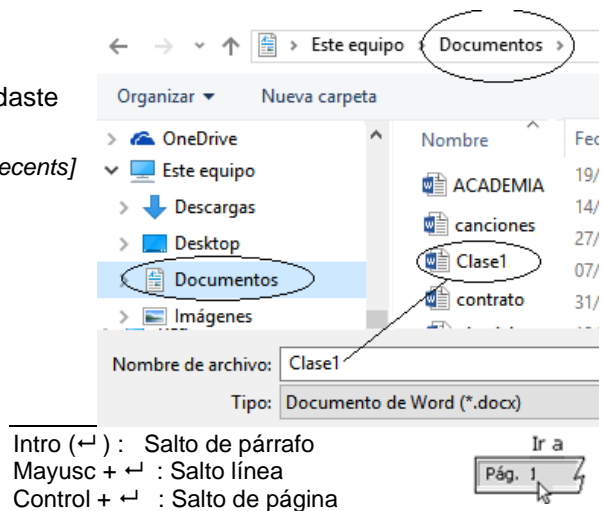 Este equipo > Documentos >
daste
Organizar Nueva carpeta
ecents]
OneDrive
Este equipo
Descargas
Desktop
Documentos
Imágenes
Nombre Fec
ACADEMIA 19/
canciones 14/
27/
Clase1 07/
contrato 31/
Nombre de archivo: Clase1
Tipo: Documento de Word (*.docx)
Intro (↵) : Salto de párrafo
Mayusc + ↵ : Salto línea
Control + ↵ : Salto de página
Ir a
Pág. 1